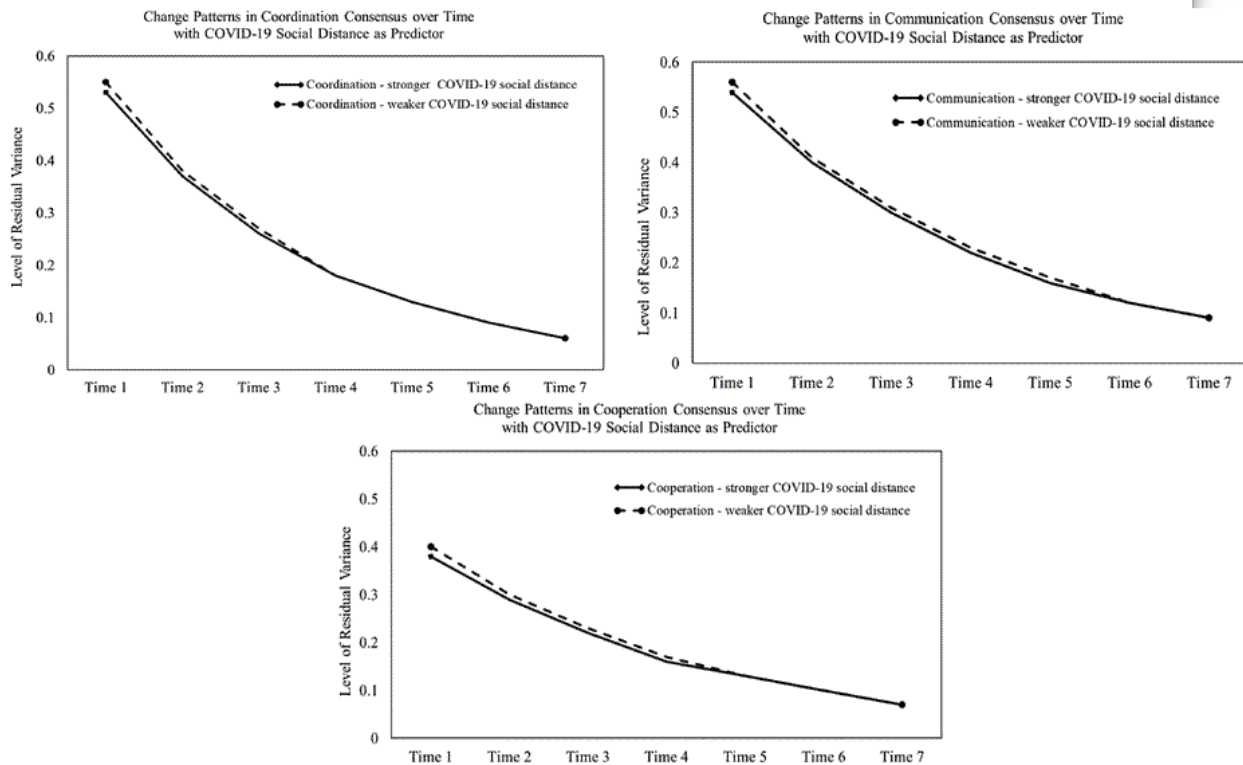 Change Patterns in Coordination Consensus over Time
with COVID-19 Social Distance as Predictor
0.6
Coordination - stronger COVID-19 social distance
Coordination - weaker COVID-19 social distance
0.5
0.4
0.3
0.2
0.1
0
Level of Residual Variance
Time 1 Time 2 Time 3 Time 4 Time 5 Time 6 Time 7
Change Patterns in Communication Consensus over Time
with COVID-19 Social Distance as Predictor
0.6
Communication - stronger COVID-19 social distance
Communication - weaker COVID-19 social distance
0.5
0.4
0.3
0.2
0.1
0
Level of Residual Variance
Time 1 Time 2 Time 3 Time 4 Time 5 Time 6 Time 7
Change Patterns in Cooperation Consensus over Time
with COVID-19 Social Distance as Predictor
0.6
Cooperation - stronger COVID-19 social distance
Cooperation - weaker COVID-19 social distance
0.5
0.4
0.3
0.2
0.1
0
Level of Residual Variance
Time 1 Time 2 Time 3 Time 4 Time 5 Time 6 Time 7